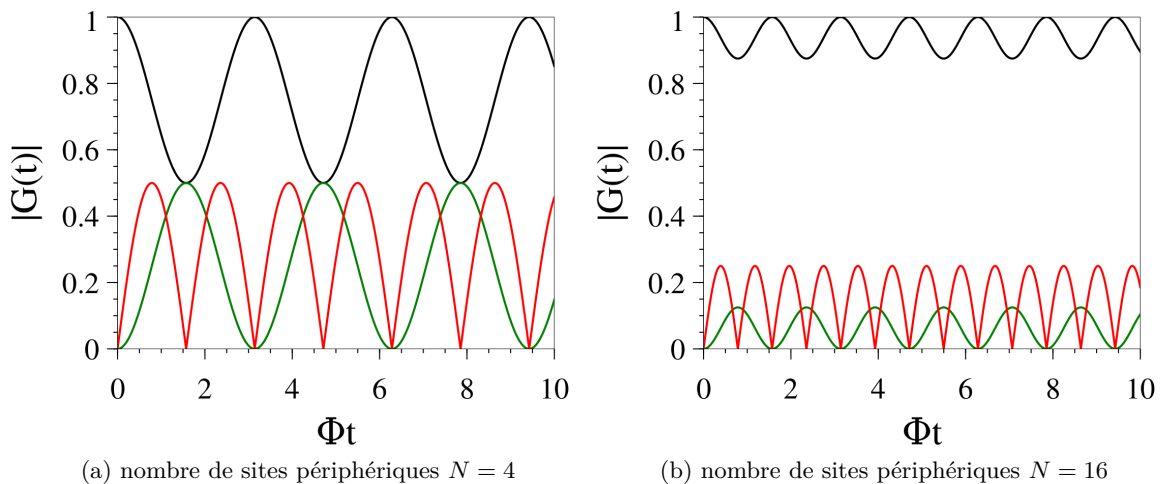 1
0.8
0.6
0.4
0.2
0
|G(t)|
0 2 4 6 8 10
Φt
(a) nombre de sites périphériques N = 4
1
0.8
0.6
0.4
0.2
0
|G(t)|
0 2 4 6 8 10
Φt
(b) nombre de sites périphériques N = 16